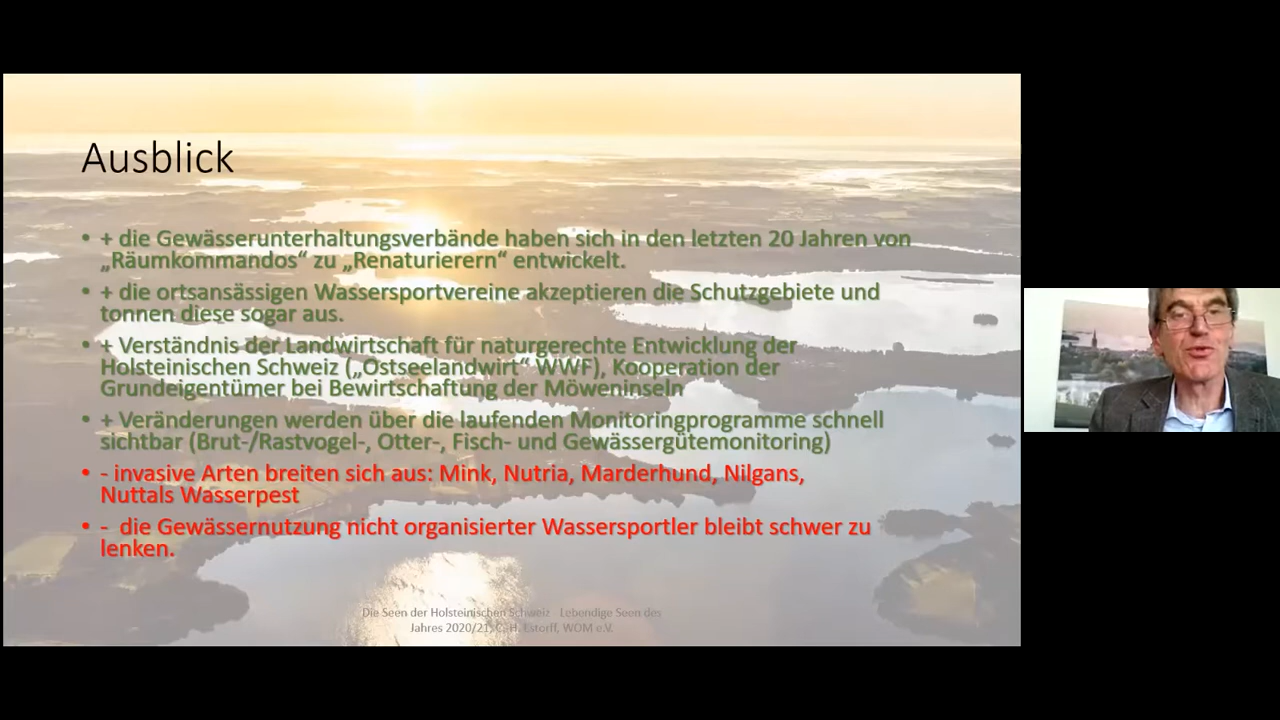 Ausblick
• + die Gewässerunterhaltungsverbände haben sich in den letzten 20 Jahren von
„Räumkommandos“ zu „Renaturierern“ entwickelt.
• + die ortsansässigen Wassersportvereine akzeptieren die Schutzgebiete und
tonnen diese sogar aus.
• + Verständnis der Landwirtschaft für naturgerechte Entwicklung der
Holsteinischen Schweiz („Ostseelandwirt“ WWF), Kooperation der
Grundeigentümer bei Bewirtschaftung der Möweninseln
• + Veränderungen werden über die laufenden Monitoringprogramme schnell
sichtbar (Brut-/Rastvogel-, Otter-, Fisch- und Gewässergütemonitoring)
• - invasive Arten breiten sich aus: Mink, Nutria, Marderhund, Nilgans,
Nuttals Wasserpest
• - die Gewässernutzung nicht organisierter Wassersportler bleibt schwer zu
lenken.
Die Seen der Holsteinischen Schweiz Lebendige Seen des
Jahres 2020/21, C. H. Estorff, WOM e.V.